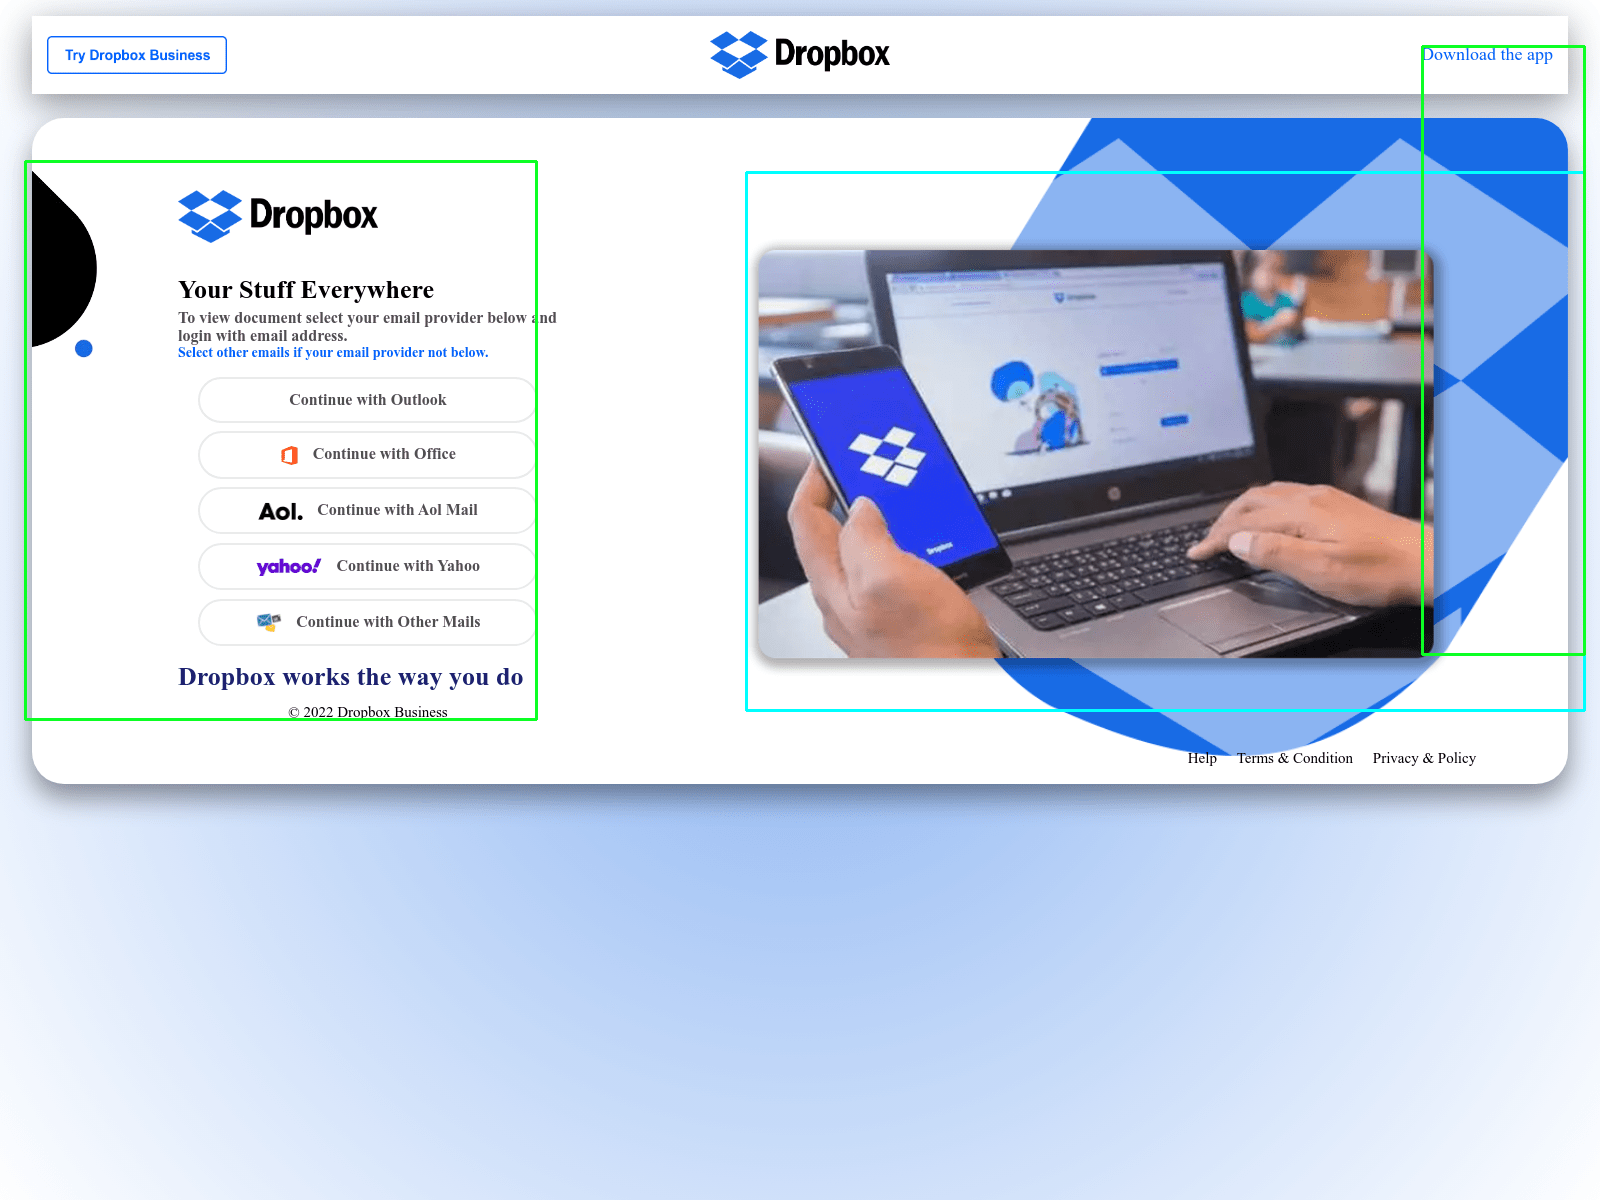 Try Dropbox Business
Dropbox
Download the app
Dropbox
Your Stuff Everywhere
To view document select your email provider below and
login with email address.
Select other emails if your email provider not below.
Continue with Outlook
Continue with Office
Aol. Continue with Aol Mail
yahoo! Continue with Yahoo
Continue with Other Mails
Dropbox works the way you do
© 2022 Dropbox Business
Dropbox
Help Terms & Condition Privacy & Policy